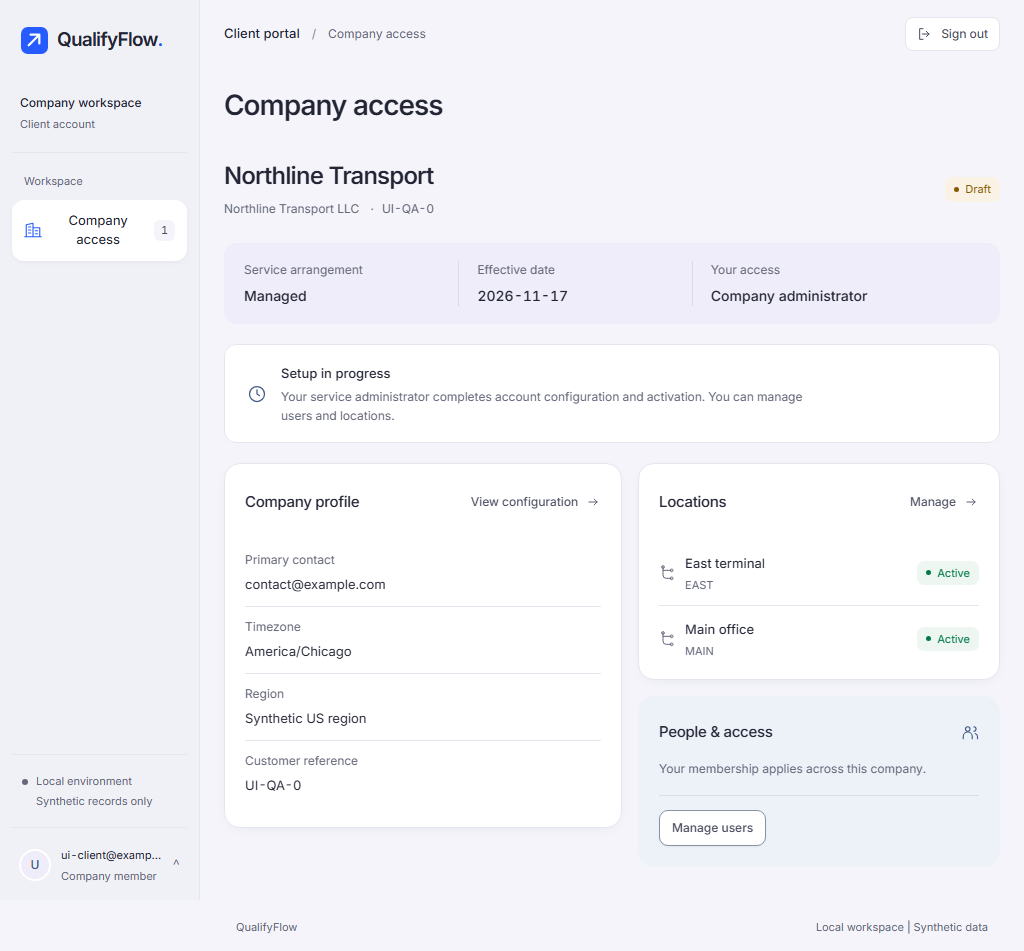 QualifyFlow.
Company workspace
Client account
Workspace
Company
access
1
Local environment
Synthetic records only
U
ui-client@examp...
Company member
^
Client portal / Company access
Sign out
Company access
Northline Transport
Northline Transport LLC · UI-QA-0
Draft
Service arrangement
Managed
Effective date
2026-11-17
Your access
Company administrator
Setup in progress
Your service administrator completes account configuration and activation. You can manage
users and locations.
Company profile
View configuration →
Primary contact
contact@example.com
Timezone
America/Chicago
Region
Synthetic US region
Customer reference
UI-QA-0
Locations
Manage →
East terminal
EAST
Active
Main office
MAIN
Active
People & access
Your membership applies across this company.
Manage users
QualifyFlow
Local workspace | Synthetic data